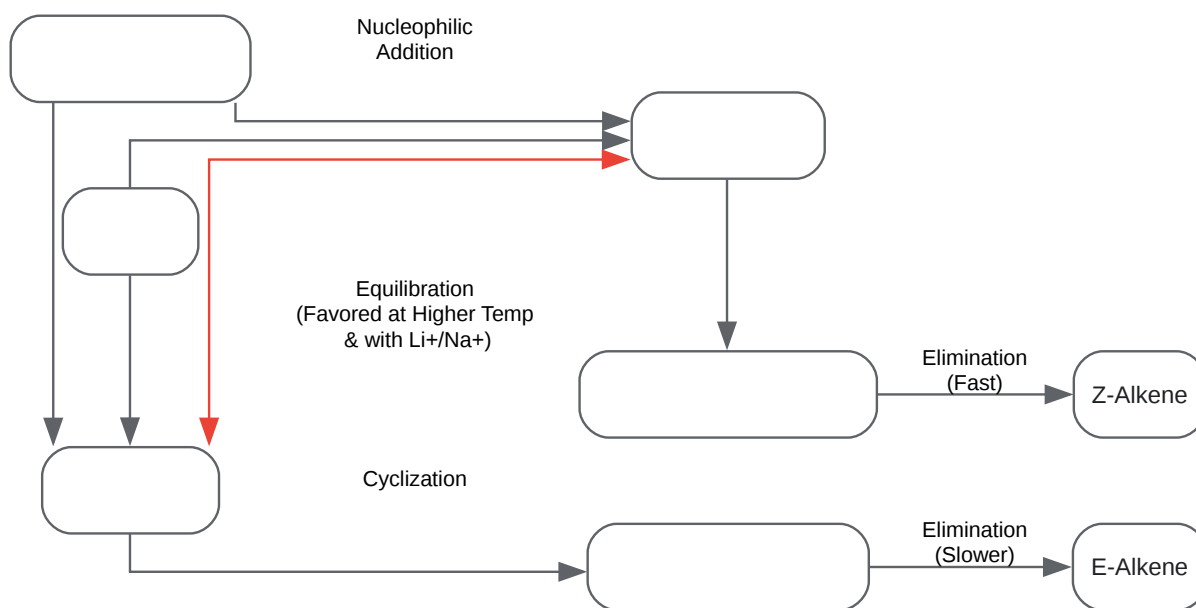 Nucleophilic
Addition
Equilibration
(Favored at Higher Temp
& with Li+/Na+)
Elimination
(Fast)
Z-Alkene
Cyclization
Elimination
(Slower)
E-Alkene